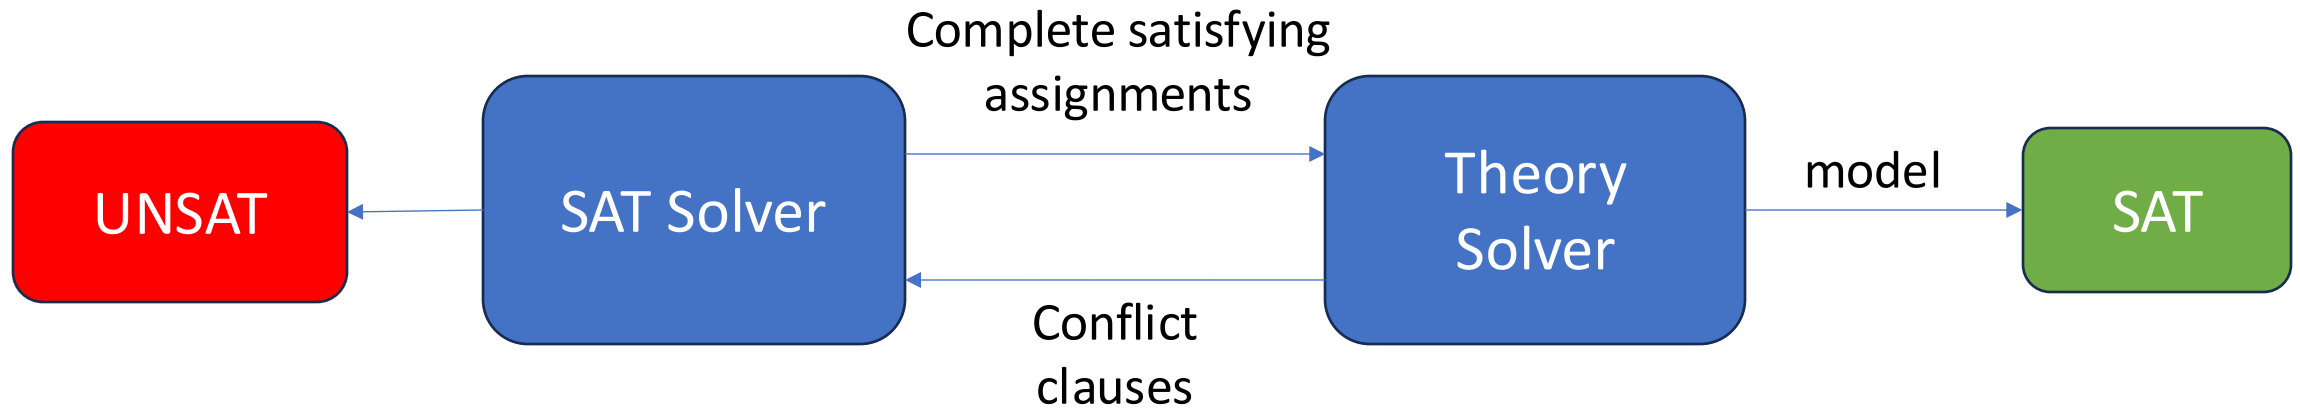 Complete satisfying
assignments
UNSAT
SAT Solver
Theory
Solver
model
SAT
Conflict
clauses